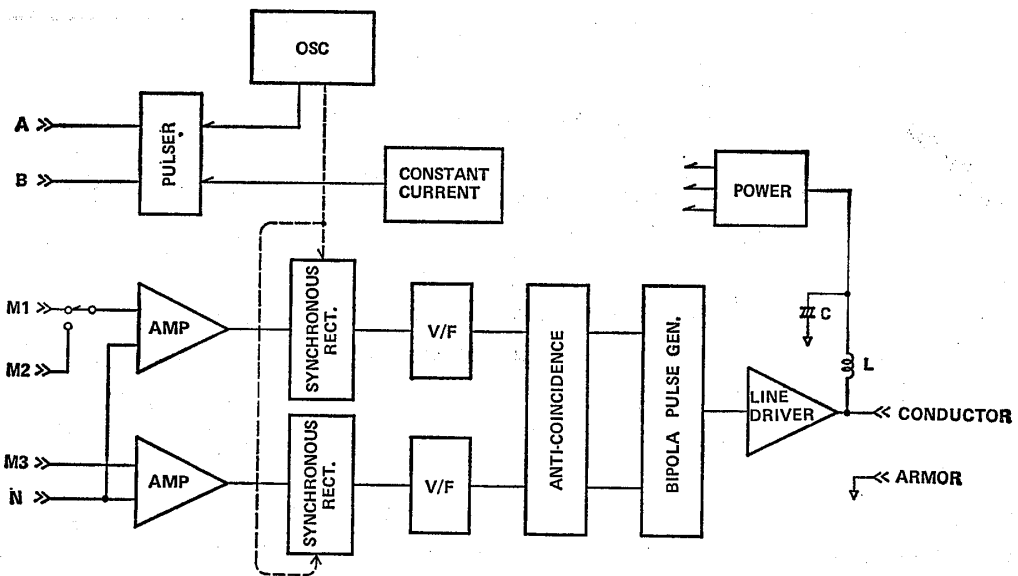 OSC
A
PULSER
B
CONSTANT
CURRENT
POWER
M1
AMP
SYNCHRONOUS
RECT.
V/F
ANTI-COINCIDENCE
BIPOLA PULSE GEN.
C
M2
L
LINE
DRIVER
CONDUCTOR
M3
AMP
SYNCHRONOUS
RECT.
V/F
N
ARMOR